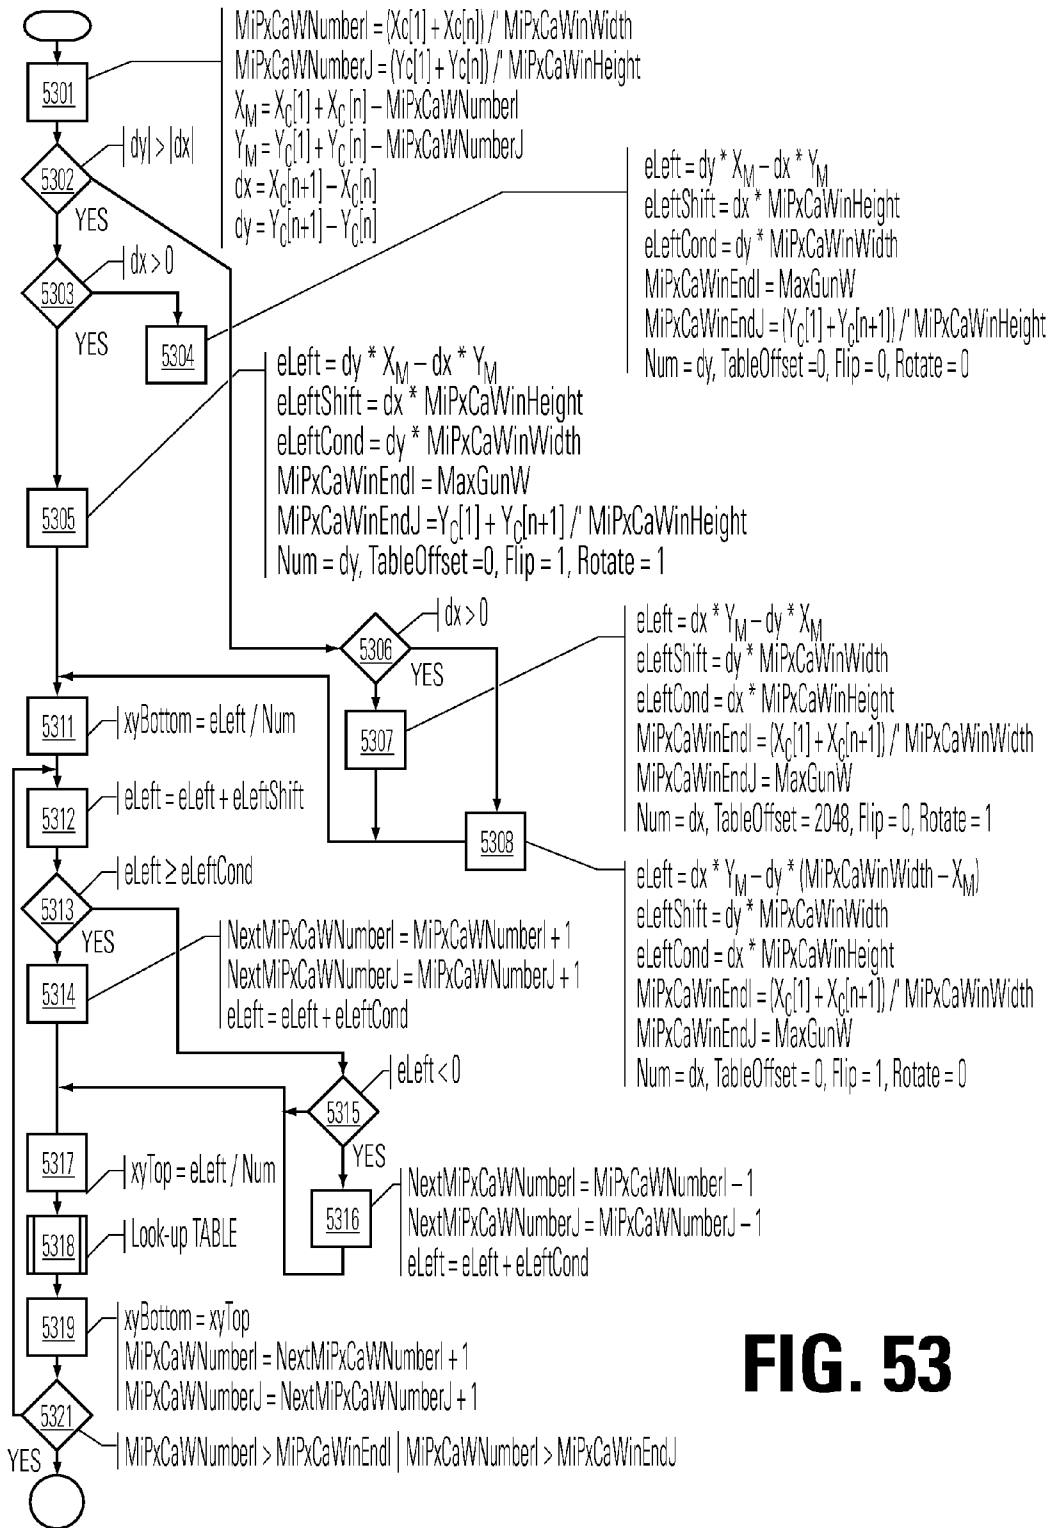 MiPxCaWNumberI = (Xc[1] + Xc[n]) /' MiPxCaWinWidth
MiPxCaWNumberJ = (Yc[1] + Yc[n]) /' MiPxCaWinHeight
X_M = X_C[1] + X_C[n] – MiPxCaWNumberI
Y_M = Y_C[1] + Y_C[n] – MiPxCaWNumberJ
dx = X_C[n+1] – X_C[n]
dy = Y_C[n+1] – Y_C[n]
5301
|dy| > |dx|
5302
YES
dx > 0
5303
YES
5304
eLeft = dy * X_M – dx * Y_M
eLeftShift = dx * MiPxCaWinHeight
eLeftCond = dy * MiPxCaWinWidth
MiPxCaWinEndI = MaxGunW
MiPxCaWinEndJ = (Y_C[1] + Y_C[n+1]) /' MiPxCaWinHeight
Num = dy, TableOffset =0, Flip = 0, Rotate = 0
5305
eLeft = dy * X_M – dx * Y_M
eLeftShift = dx * MiPxCaWinHeight
eLeftCond = dy * MiPxCaWinWidth
MiPxCaWinEndI = MaxGunW
MiPxCaWinEndJ =Y_C[1] + Y_C[n+1] /' MiPxCaWinHeight
Num = dy, TableOffset =0, Flip = 1, Rotate = 1
dx > 0
5306
YES
5307
eLeft = dx * Y_M – dy * X_M
eLeftShift = dy * MiPxCaWinWidth
eLeftCond = dx * MiPxCaWinHeight
MiPxCaWinEndI = (X_C[1] + X_C[n+1]) /' MiPxCaWinWidth
MiPxCaWinEndJ = MaxGunW
Num = dx, TableOffset = 2048, Flip = 0, Rotate = 1
5308
eLeft = dx * Y_M – dy * (MiPxCaWinWidth – X_M)
eLeftShift = dy * MiPxCaWinWidth
eLeftCond = dx * MiPxCaWinHeight
MiPxCaWinEndI = (X_C[1] + X_C[n+1]) /' MiPxCaWinWidth
MiPxCaWinEndJ = MaxGunW
Num = dx, TableOffset = 0, Flip = 1, Rotate = 0
5311
xyBottom = eLeft / Num
5312
eLeft = eLeft + eLeftShift
eLeft ≥ eLeftCond
5313
YES
5314
NextMiPxCaWNumberI = MiPxCaWNumberI + 1
NextMiPxCaWNumberJ = MiPxCaWNumberJ + 1
eLeft = eLeft + eLeftCond
eLeft < 0
5315
YES
5316
NextMiPxCaWNumberI = MiPxCaWNumberI – 1
NextMiPxCaWNumberJ = MiPxCaWNumberJ – 1
eLeft = eLeft + eLeftCond
5317
xyTop = eLeft / Num
5318
Look-up TABLE
5319
xyBottom = xyTop
MiPxCaWNumberI = NextMiPxCaWNumberI + 1
MiPxCaWNumberJ = NextMiPxCaWNumberJ + 1
5321
YES
MiPxCaWNumberI > MiPxCaWinEndI | MiPxCaWNumberI > MiPxCaWinEndJ
FIG. 53